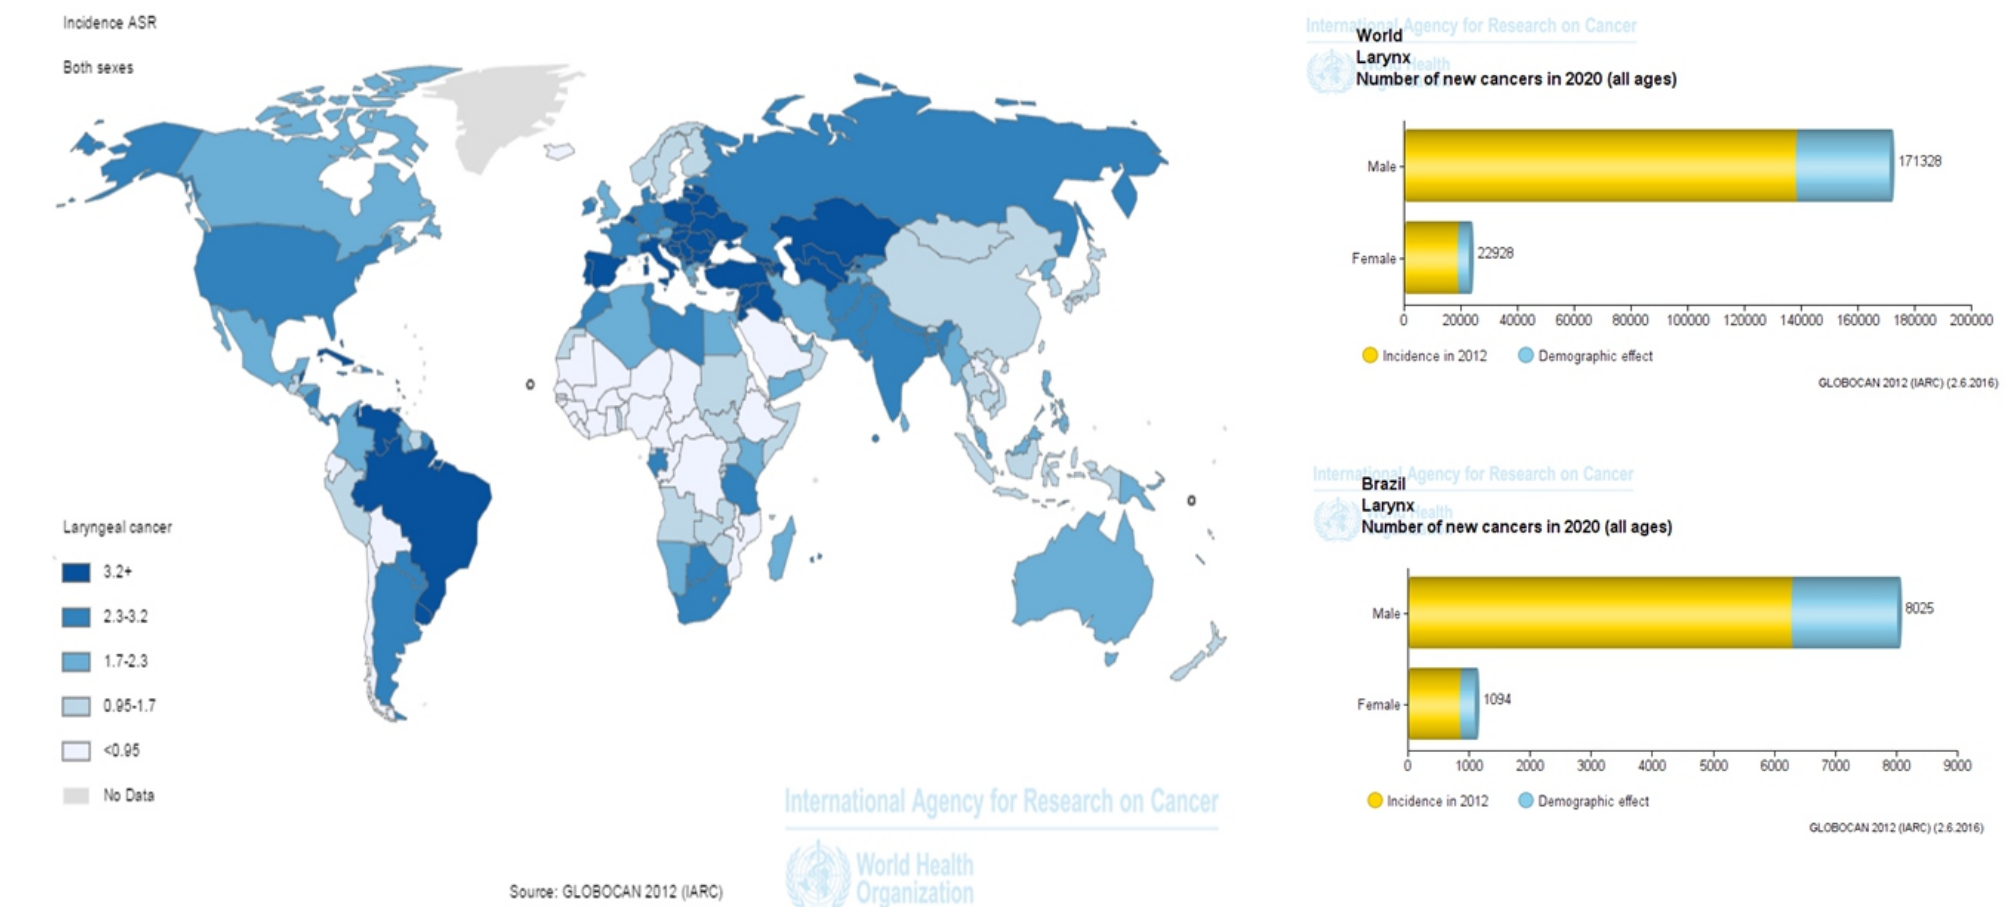 Incidence ASR
Both sexes
Laryngeal cancer
3.2+
2.3-3.2
1.7-2.3
0.95-1.7
<0.95
No Data
Source: GLOBOCAN 2012 (IARC)
International Agency for Research on Cancer
World Health
Organization
International Agency for Research on Cancer
World
Larynx
Number of new cancers in 2020 (all ages)
Male
171328
Female
22928
0 20000 40000 60000 80000 100000 120000 140000 160000 180000 200000
Incidence in 2012 Demographic effect
GLOBOCAN 2012 (IARC) (2.6.2016)
International Agency for Research on Cancer
Brazil
Larynx
Number of new cancers in 2020 (all ages)
Male
8025
Female
1094
0 1000 2000 3000 4000 5000 6000 7000 8000 9000
Incidence in 2012 Demographic effect
GLOBOCAN 2012 (IARC) (2.6.2016)